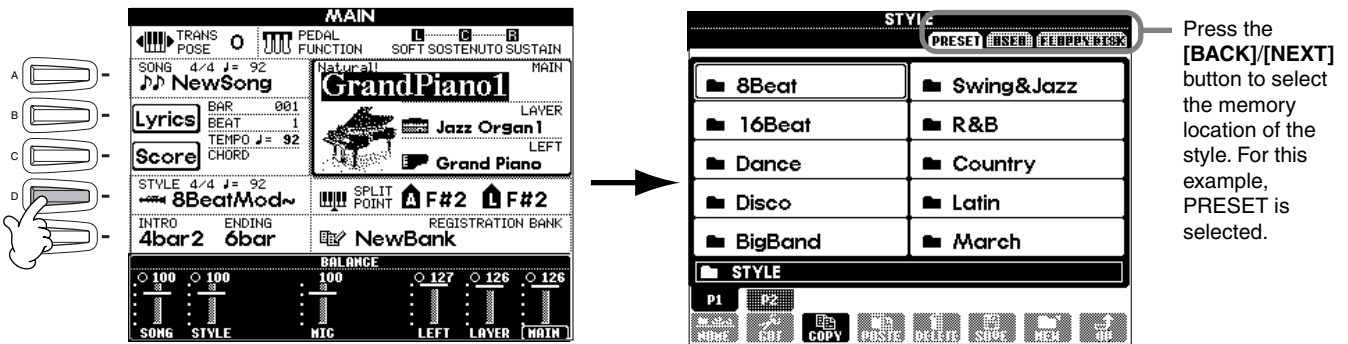 MAIN
TRANS
POSE 0
PEDAL
FUNCTION
L C R
SOFT SOSTENUTO SUSTAIN
A
B
C
D
SONG 4/4 ♩= 92
NewSong
Natural! MAIN
GrandPiano1
Lyrics
BAR 001
BEAT 1
TEMPO ♩= 92
Score
CHORD
LAYER
Jazz Organ1
LEFT
Grand Piano
STYLE 4/4 ♩= 92
8BeatMod~
SPLIT
POINT A F#2 L F#2
INTRO ENDING
4bar2 6bar
REGISTRATION BANK
NewBank
BALANCE
100 100 100 127 126 126
SONG STYLE MIC LEFT LAYER MAIN
STYLE
PRESET USER FLOPPY DISK
8Beat Swing&Jazz
16Beat R&B
Dance Country
Disco Latin
BigBand March
STYLE
P1 P2
NAME CUT COPY PASTE DELETE SAVE NEW UP
Press the
[BACK]/[NEXT]
button to select
the memory
location of the
style. For this
example,
PRESET is
selected.